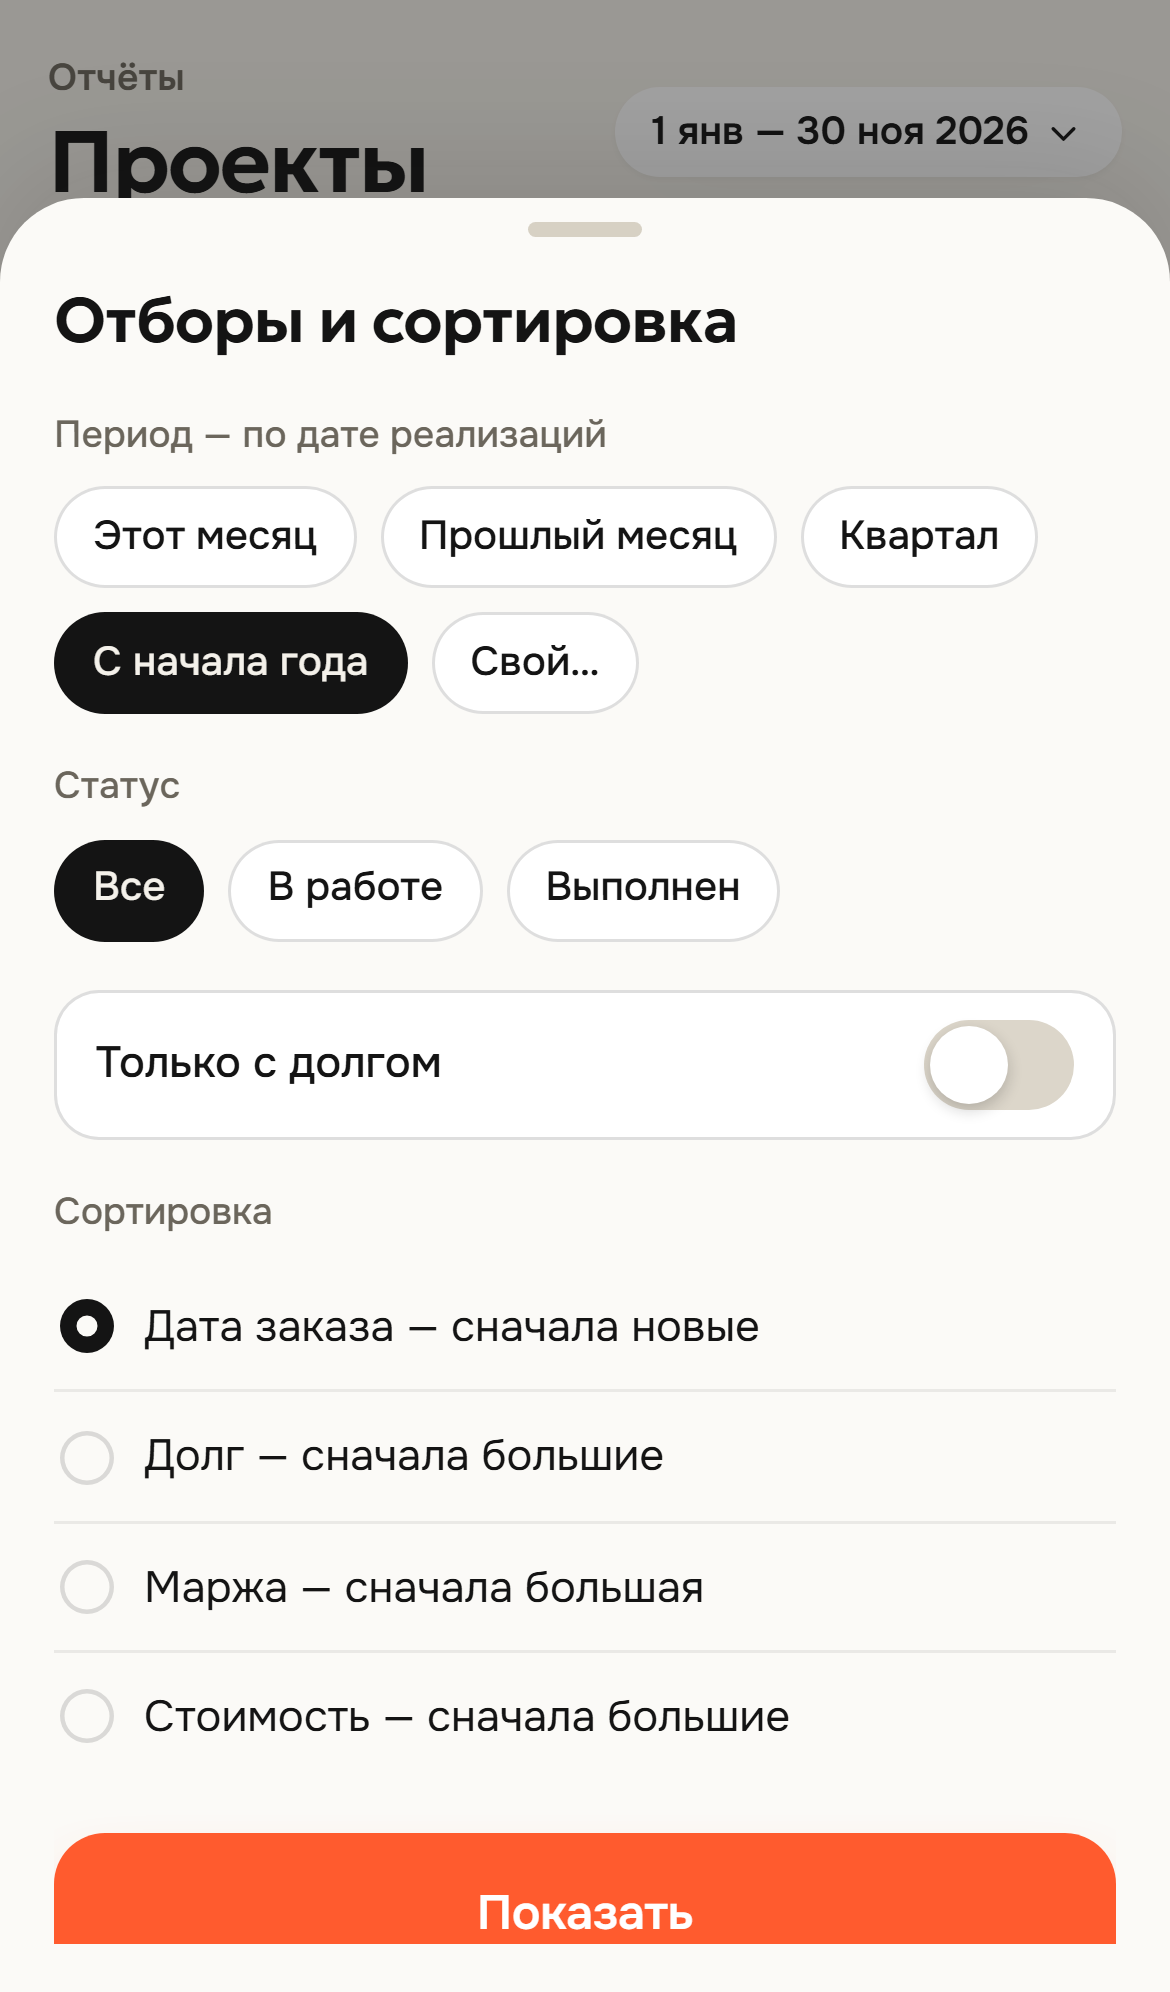 Отчёты
Проекты
1 янв — 30 ноя 2026
Отборы и сортировка
Период — по дате реализаций
Этот месяц
Прошлый месяц
Квартал
С начала года
Свой...
Статус
Все
В работе
Выполнен
Только с долгом
Сортировка
Дата заказа — сначала новые
Долг — сначала большие
Маржа — сначала большая
Стоимость — сначала большие
Показать